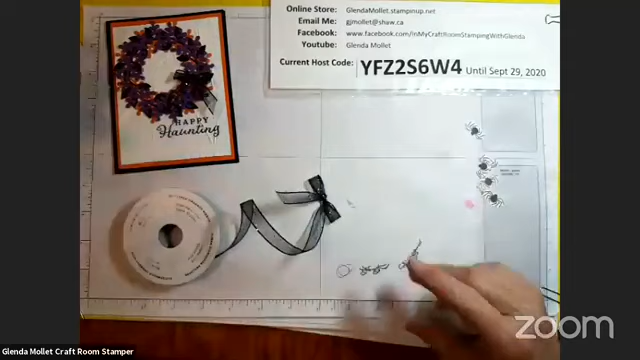 Online Store: GlendaMollet.stampinup.net
Email Me: gjmollet@shaw.ca
Facebook: www.facebook.com/InMyCraftRoomStampingWithGlenda
Youtube: Glenda Mollet
Current Host Code: YFZ2S6W4 Until Sept 29, 2020
HAPPY
Haunting
zoom
Glenda Mollet Craft Room Stamper